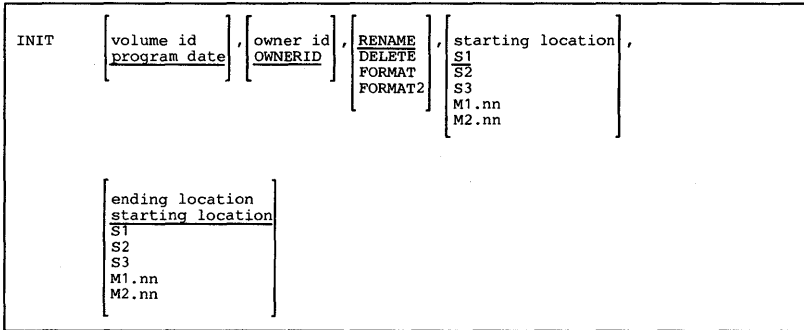 INIT volume id , owner id , RENAME , starting location ,
program date OWNERID DELETE S1
FORMAT S2
FORMAT2 S3
M1.nn
M2.nn
ending location
starting location
S1
S2
S3
M1.nn
M2.nn